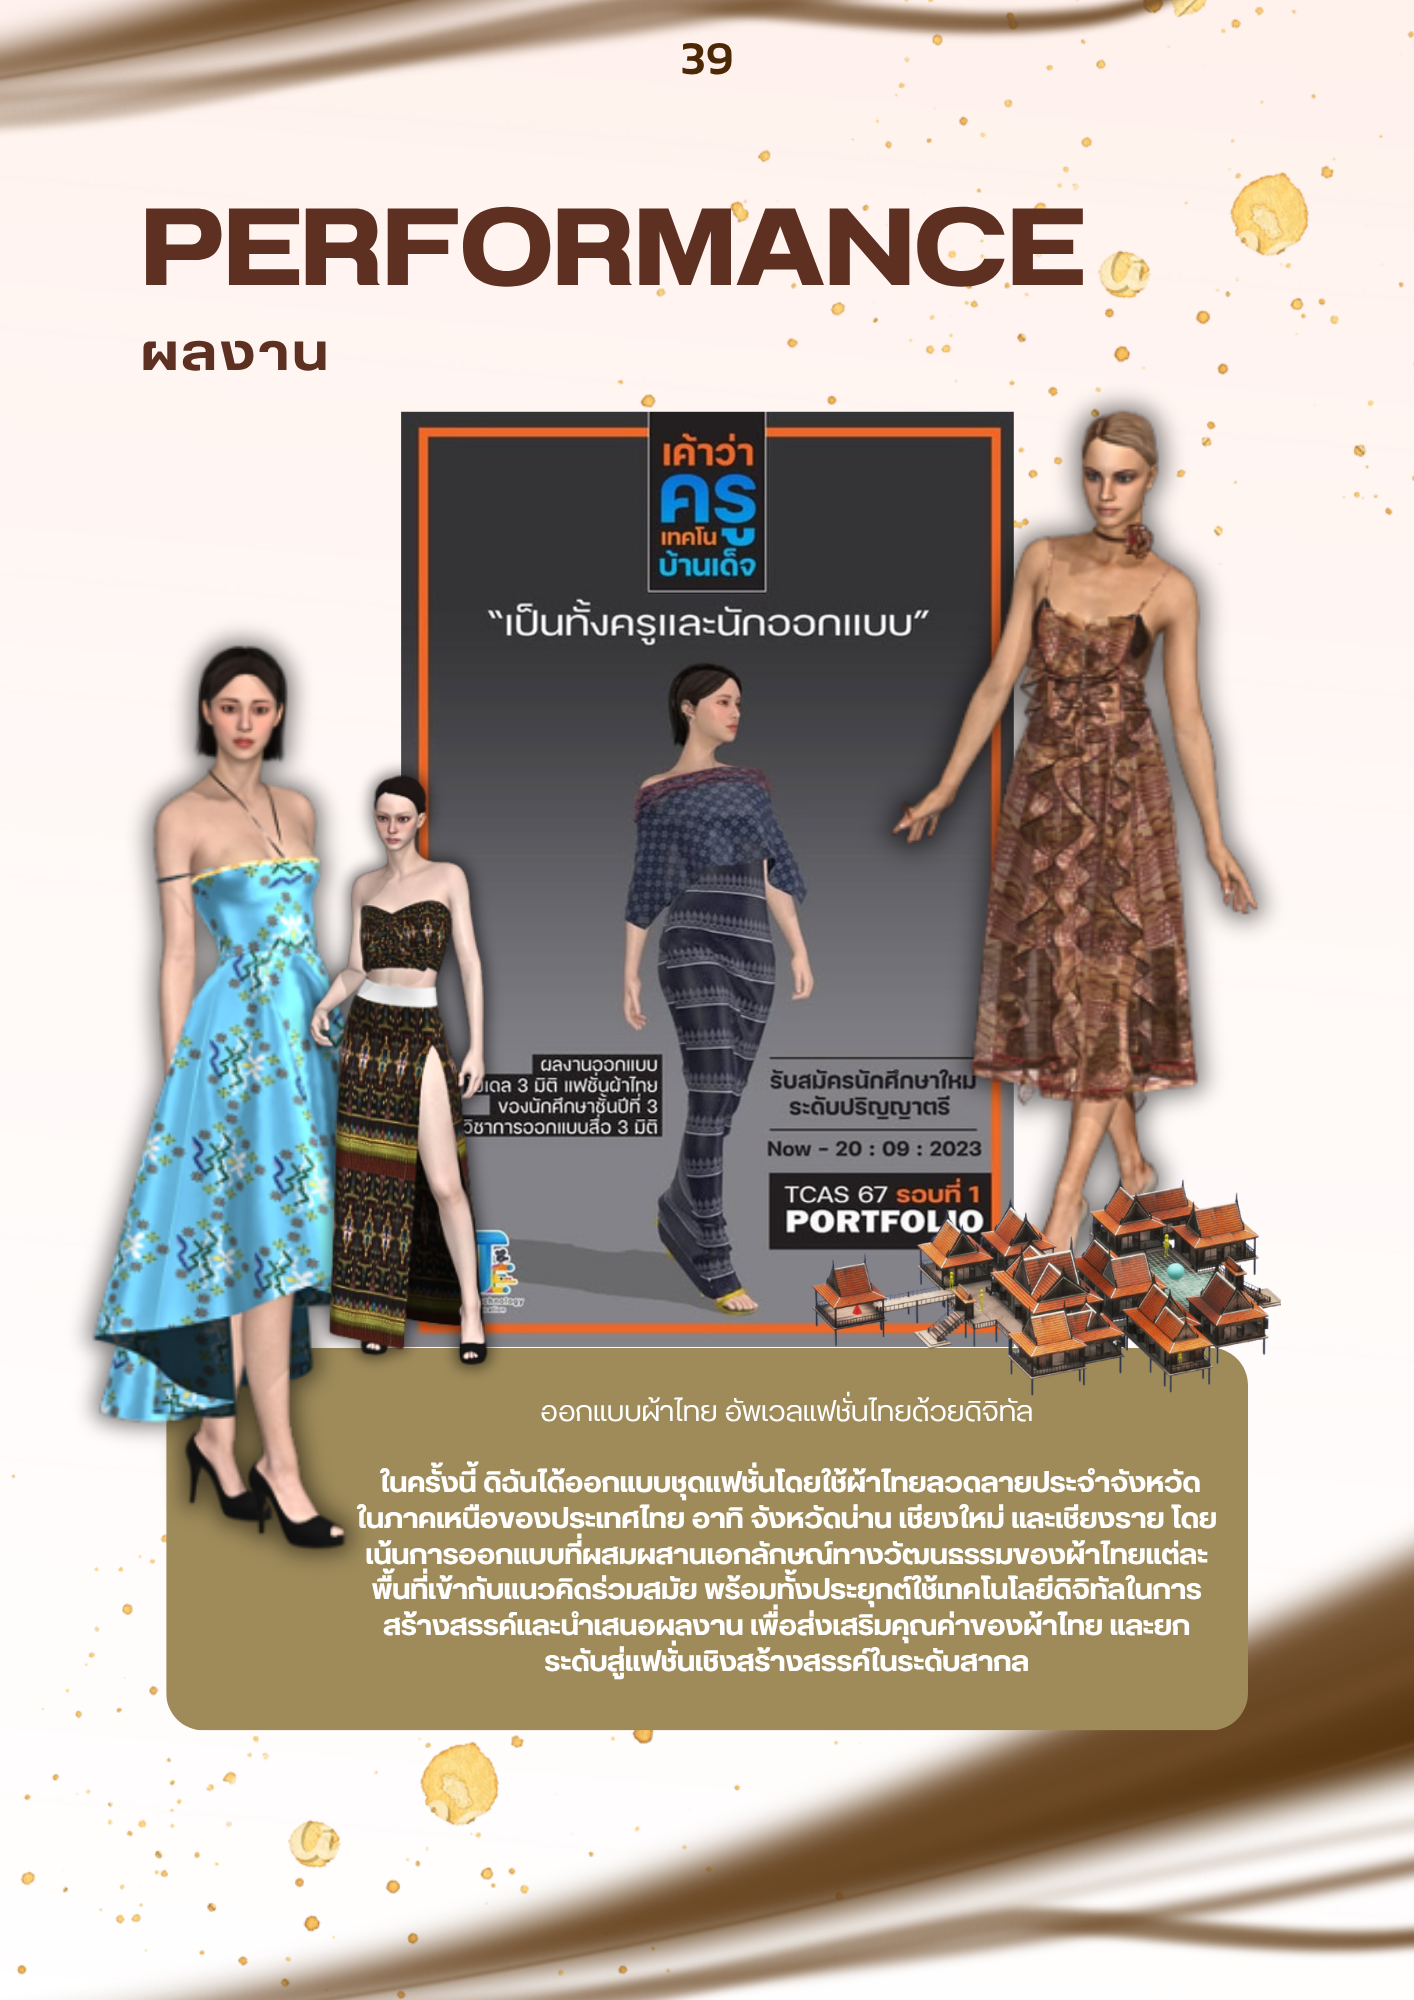 39
PERFORMANCE
ผลงาน
เค้าว่า
ครู
เทคโน
บ้านเด็จ
“เป็นทั้งครูและนักออกแบบ”
ผลงานออกแบบ
เดล 3 มิติ แฟชั่นผ้าไทย
ของนักศึกษาชั้นปีที่ 3
วิชาการออกแบบสื่อ 3 มิติ
รับสมัครนักศึกษาใหม่
ระดับปริญญาตรี
Now - 20 : 09 : 2023
TCAS 67 รอบที่ 1
PORTFOLIO
ออกแบบผ้าไทย อัพเวลแฟชั่นไทยด้วยดิจิทัล
ในครั้งนี้ ดิฉันได้ออกแบบชุดแฟชั่นโดยใช้ผ้าไทยลวดลายประจำจังหวัด
ในภาคเหนือของประเทศไทย อาทิ จังหวัดน่าน เชียงใหม่ และเชียงราย โดย
เน้นการออกแบบที่ผสมผสานเอกลักษณ์ทางวัฒนธรรมของผ้าไทยแต่ละ
พื้นที่เข้ากับแนวคิดร่วมสมัย พร้อมทั้งประยุกต์ใช้เทคโนโลยีดิจิทัลในการ
สร้างสรรค์และนำเสนอผลงาน เพื่อส่งเสริมคุณค่าของผ้าไทย และยก
ระดับสู่แฟชั่นเชิงสร้างสรรค์ในระดับสากล